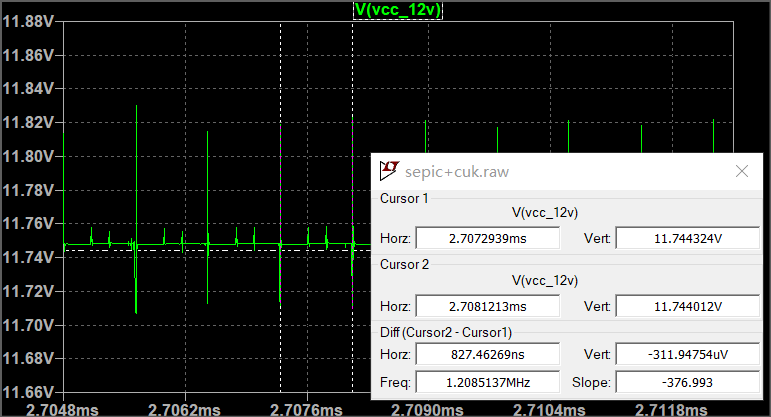 V(vcc_12v)
11.88V
11.86V
11.84V
11.82V
11.80V
11.78V
11.76V
11.74V
11.72V
11.70V
11.68V
11.66V
2.7048ms 2.7062ms 2.7076ms 2.7090ms 2.7104ms 2.7118ms
sepic+cuk.raw
Cursor 1
V(vcc_12v)
Horz: 2.7072939ms Vert: 11.744324V
Cursor 2
V(vcc_12v)
Horz: 2.7081213ms Vert: 11.744012V
Diff (Cursor2 - Cursor1)
Horz: 827.46269ns Vert: -311.94754uV
Freq: 1.2085137MHz Slope: -376.993